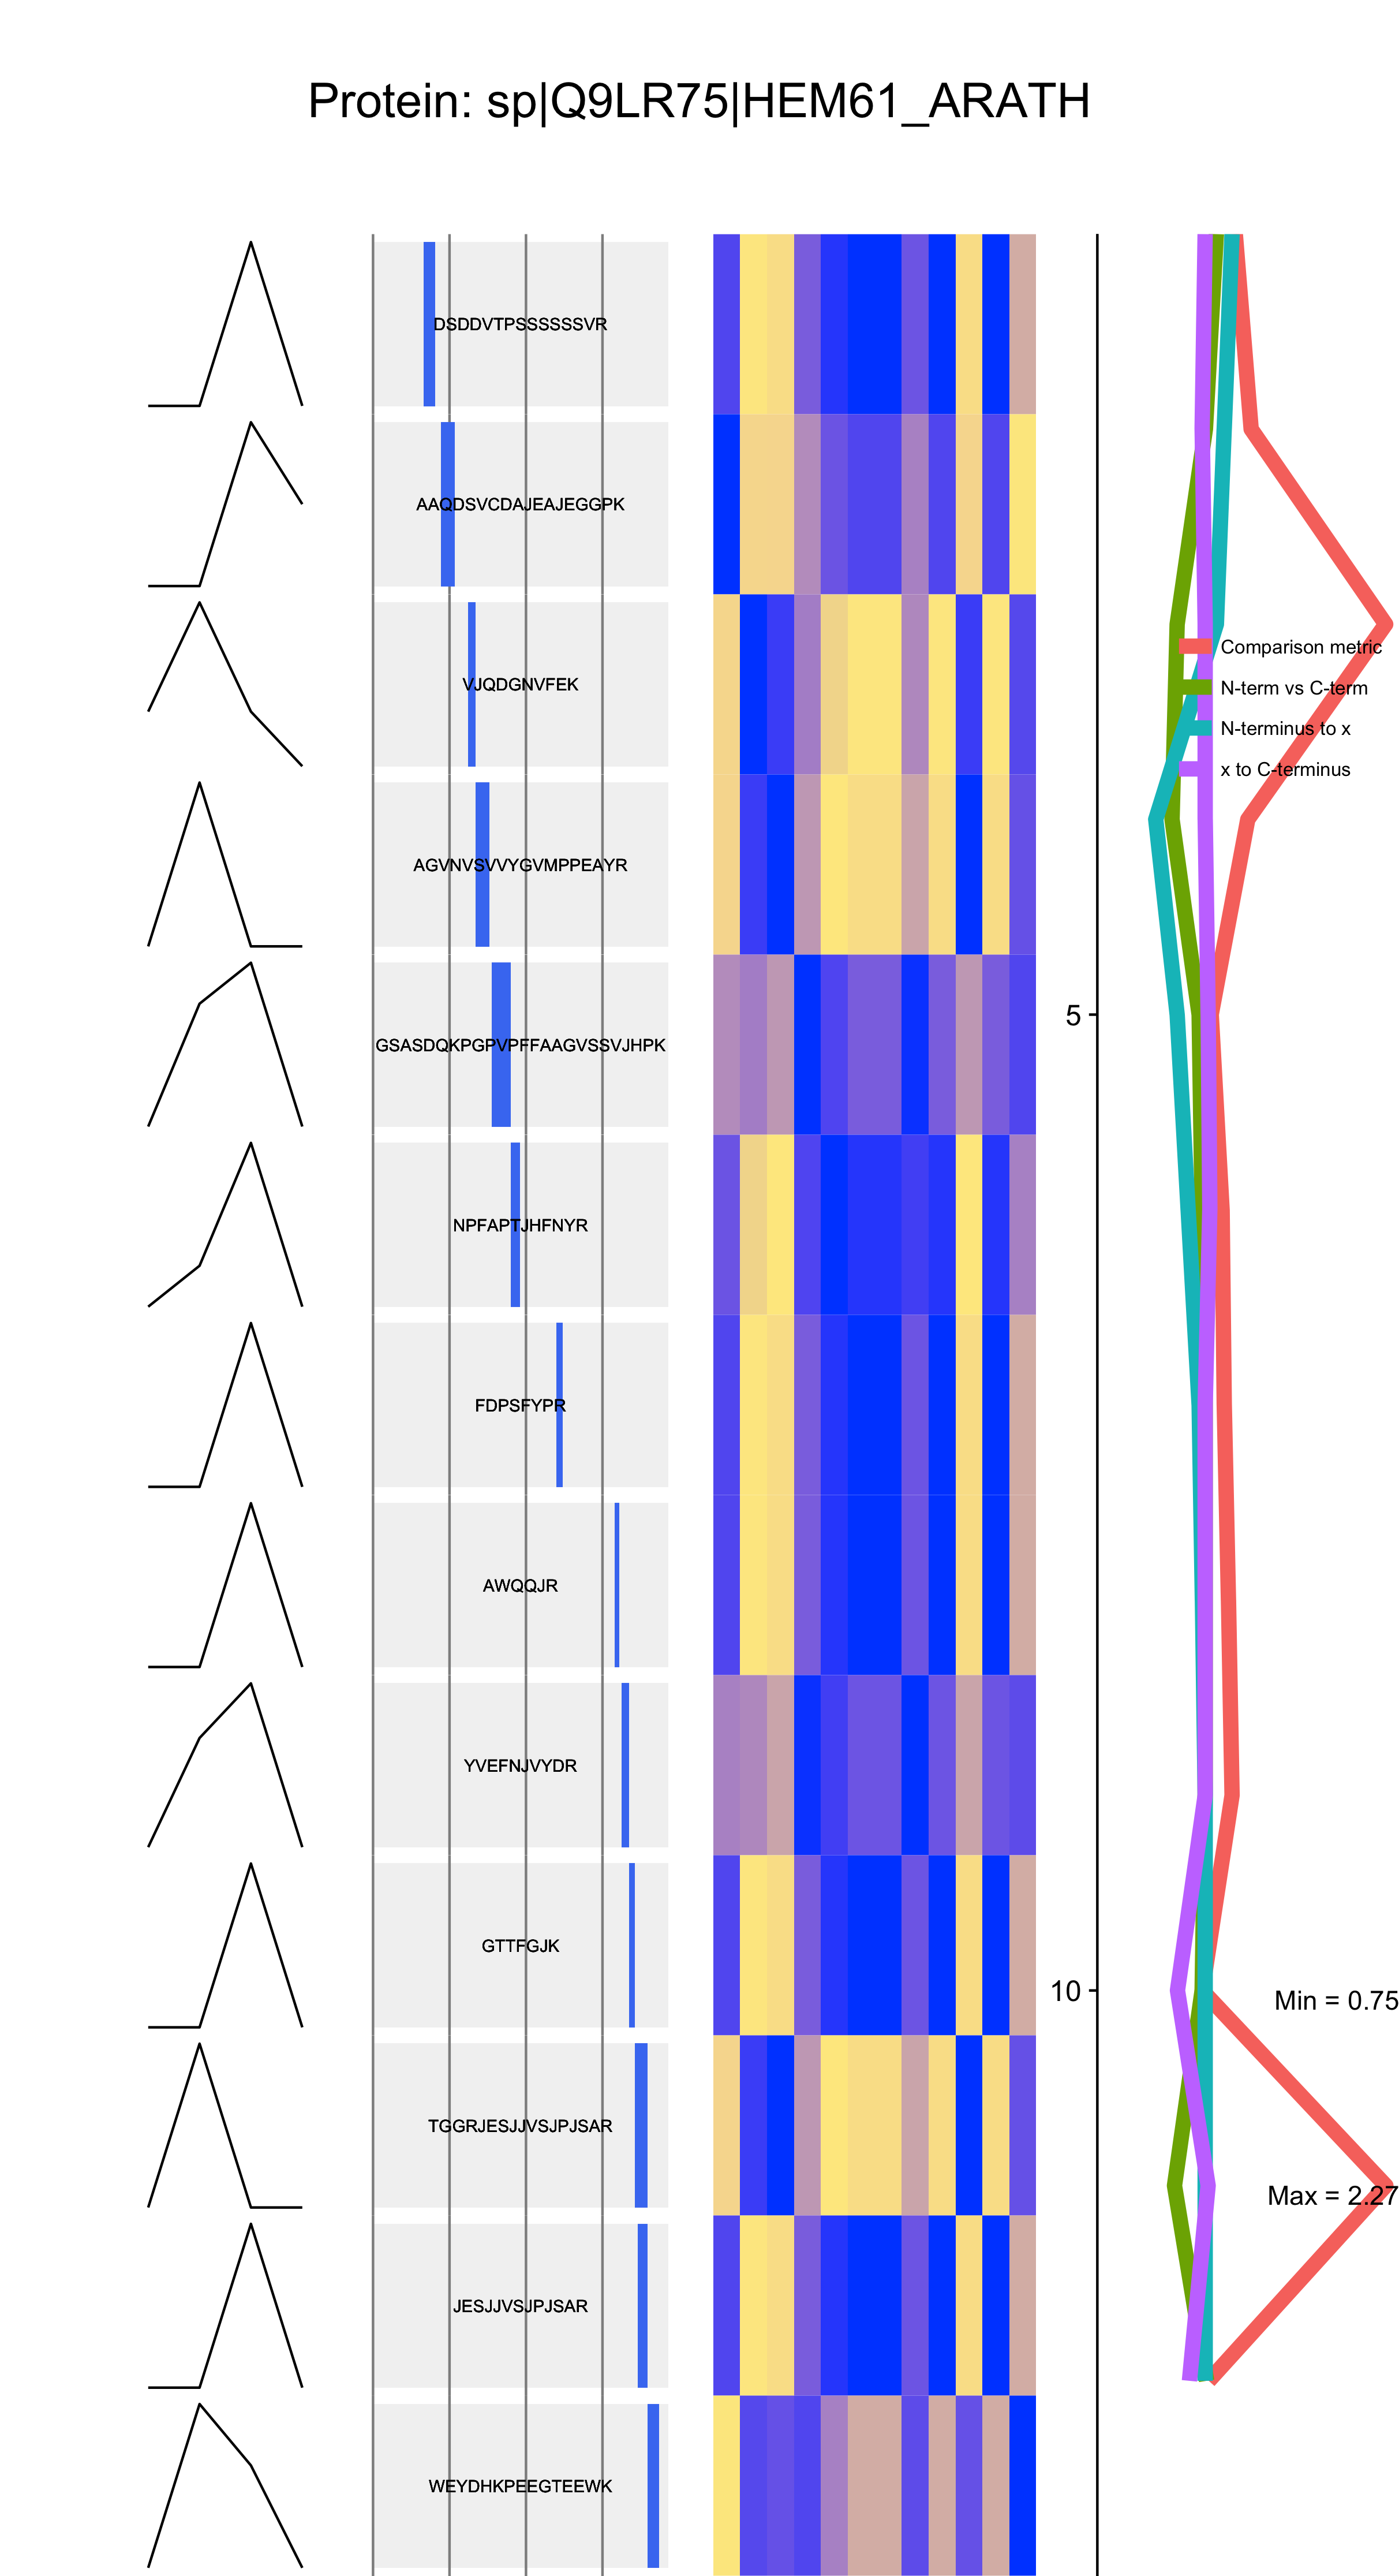 Protein: sp|Q9LR75|HEM61_ARATH
DSDDVTPSSSSSSVR
AAQDSVCDAJEAJEGGPK
VJQDGNVFEK
Comparison metric
N-term vs C-term
N-terminus to x
x to C-terminus
AGVNVSVVYGVMPPEAYR
5
GSASDQKPGPVPFFAAGVSSVJHPK
NPFAPTJHFNYR
FDPSFYPR
AWQQJR
YVEFNJVYDR
GTTFGJK
10
Min = 0.75
TGGRJESJJVSJPJSAR
Max = 2.27
JESJJVSJPJSAR
WEYDHKPEEGTEEWK